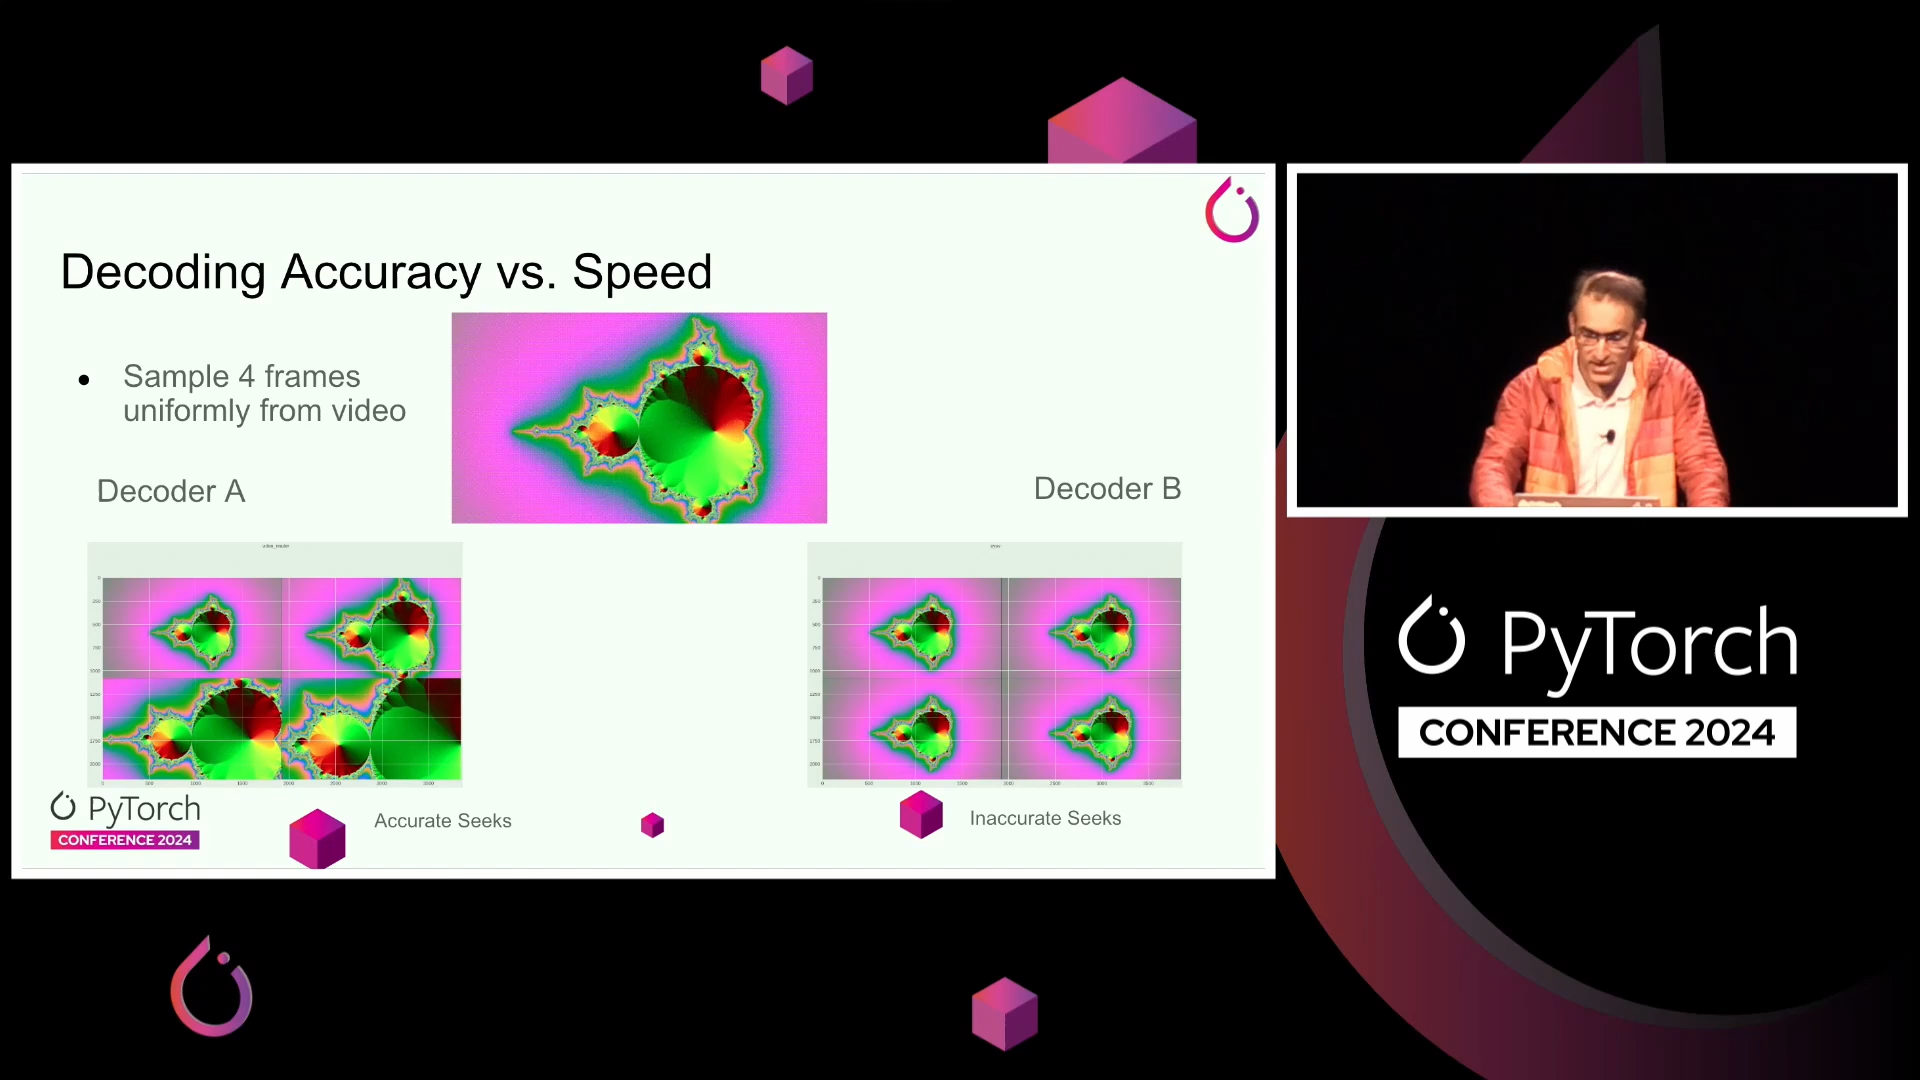 Decoding Accuracy vs. Speed
Sample 4 frames
uniformly from video
Decoder A
Decoder B
Accurate Seeks
Inaccurate Seeks
PyTorch
CONFERENCE 2024
PyTorch
CONFERENCE 2024